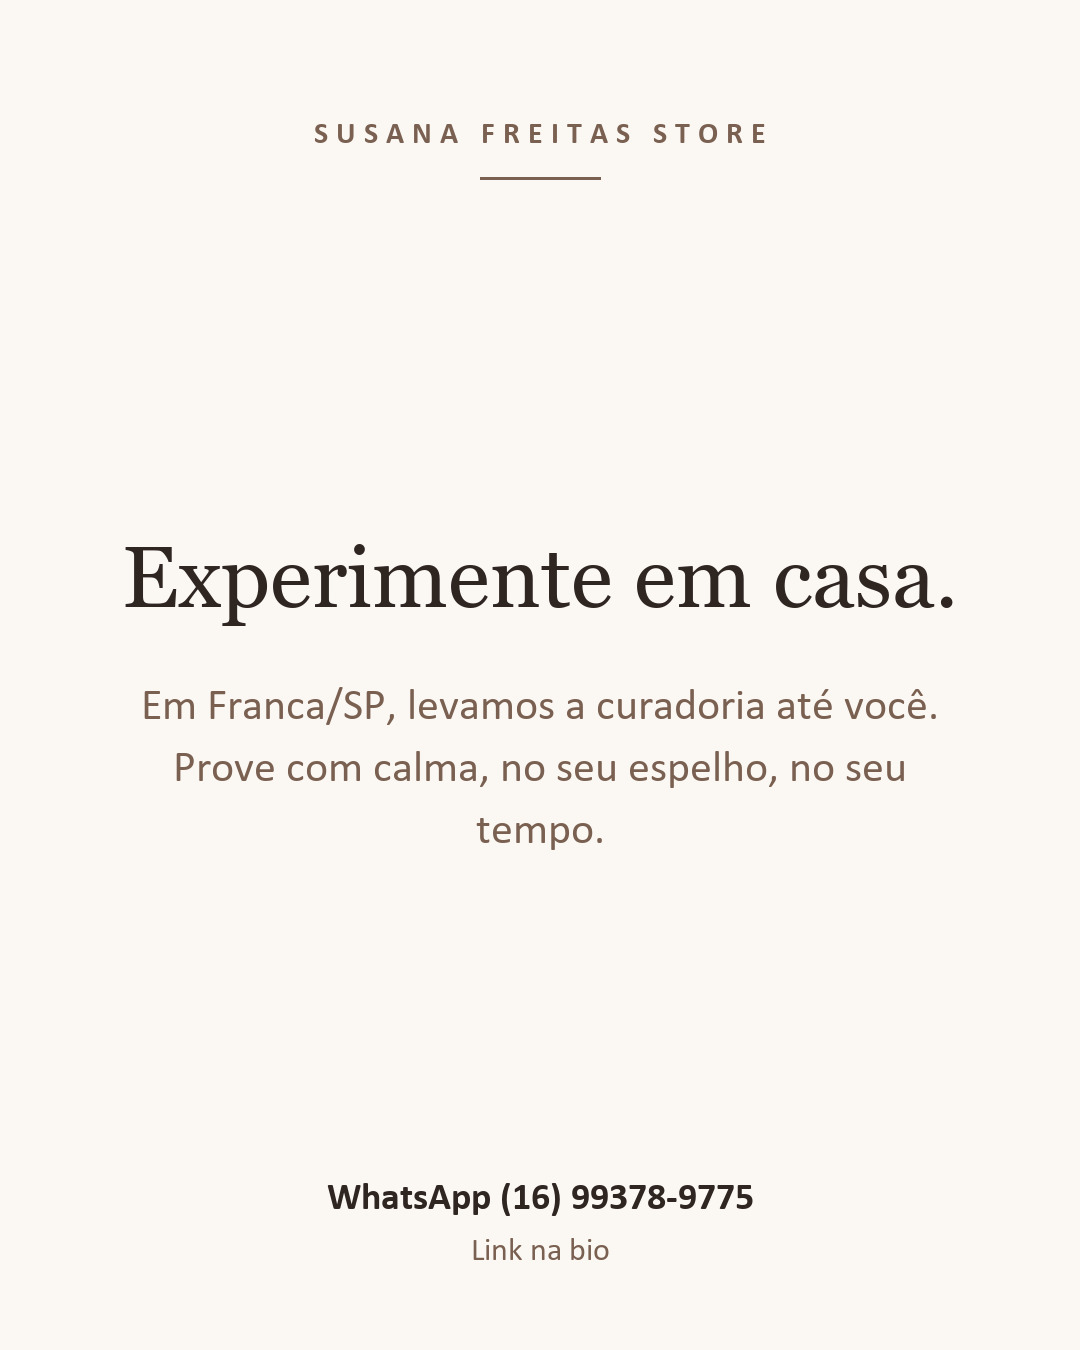 SUSANA FREITAS STORE
Experimente em casa.
Em Franca/SP, levamos a curadoria até você.
Prove com calma, no seu espelho, no seu
tempo.
WhatsApp (16) 99378-9775
Link na bio